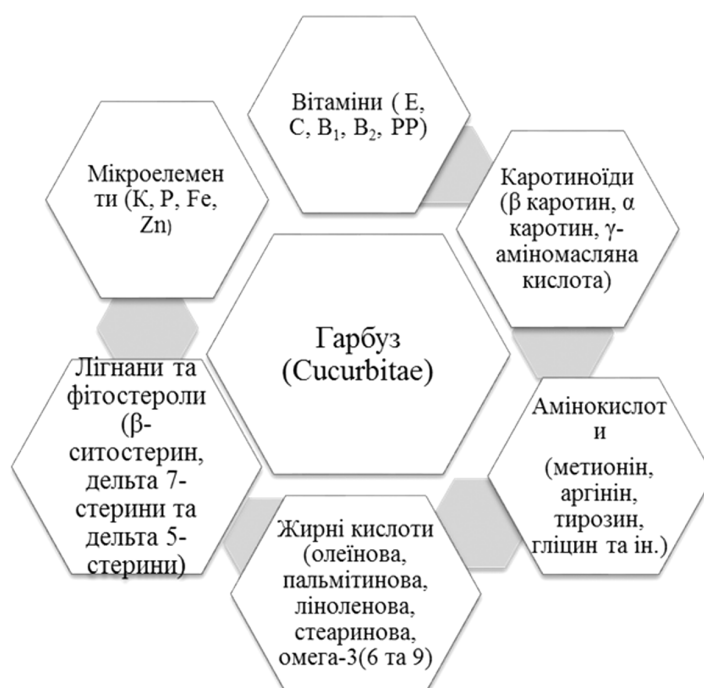 Вітаміни ( Е,
С, В₁, В₂, РР)
Каротиноїди
(β каротин, α
каротин, γ-
аміномасляна
кислота)
Амінокислот
и
(метионін,
аргінін,
тирозин,
гліцин та ін.)
Жирні кислоти
(олеїнова,
пальмітинова,
ліноленова,
стеаринова,
омега-3(6 та 9)
Лігнани та
фітостероли
(β-
ситостерин,
дельта 7-
стерини та
дельта 5-
стерини)
Мікроелемен
ти (К, Р, Fe,
Zn)
Гарбуз
(Cucurbitae)